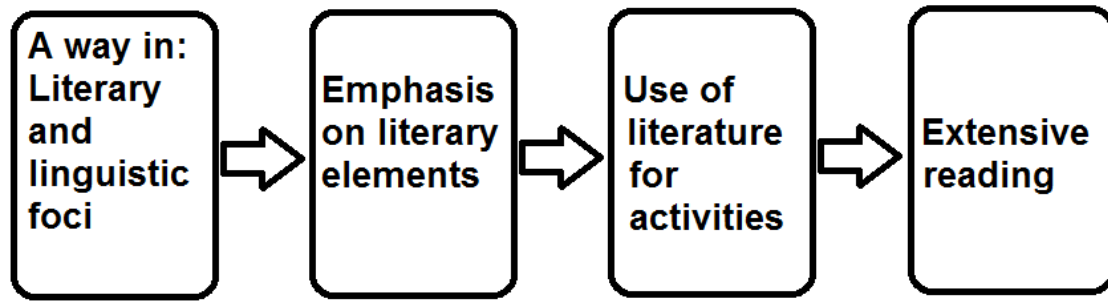 A way in:
Literary
and
linguistic
foci
Emphasis
on literary
elements
Use of
literature
for
activities
Extensive
reading